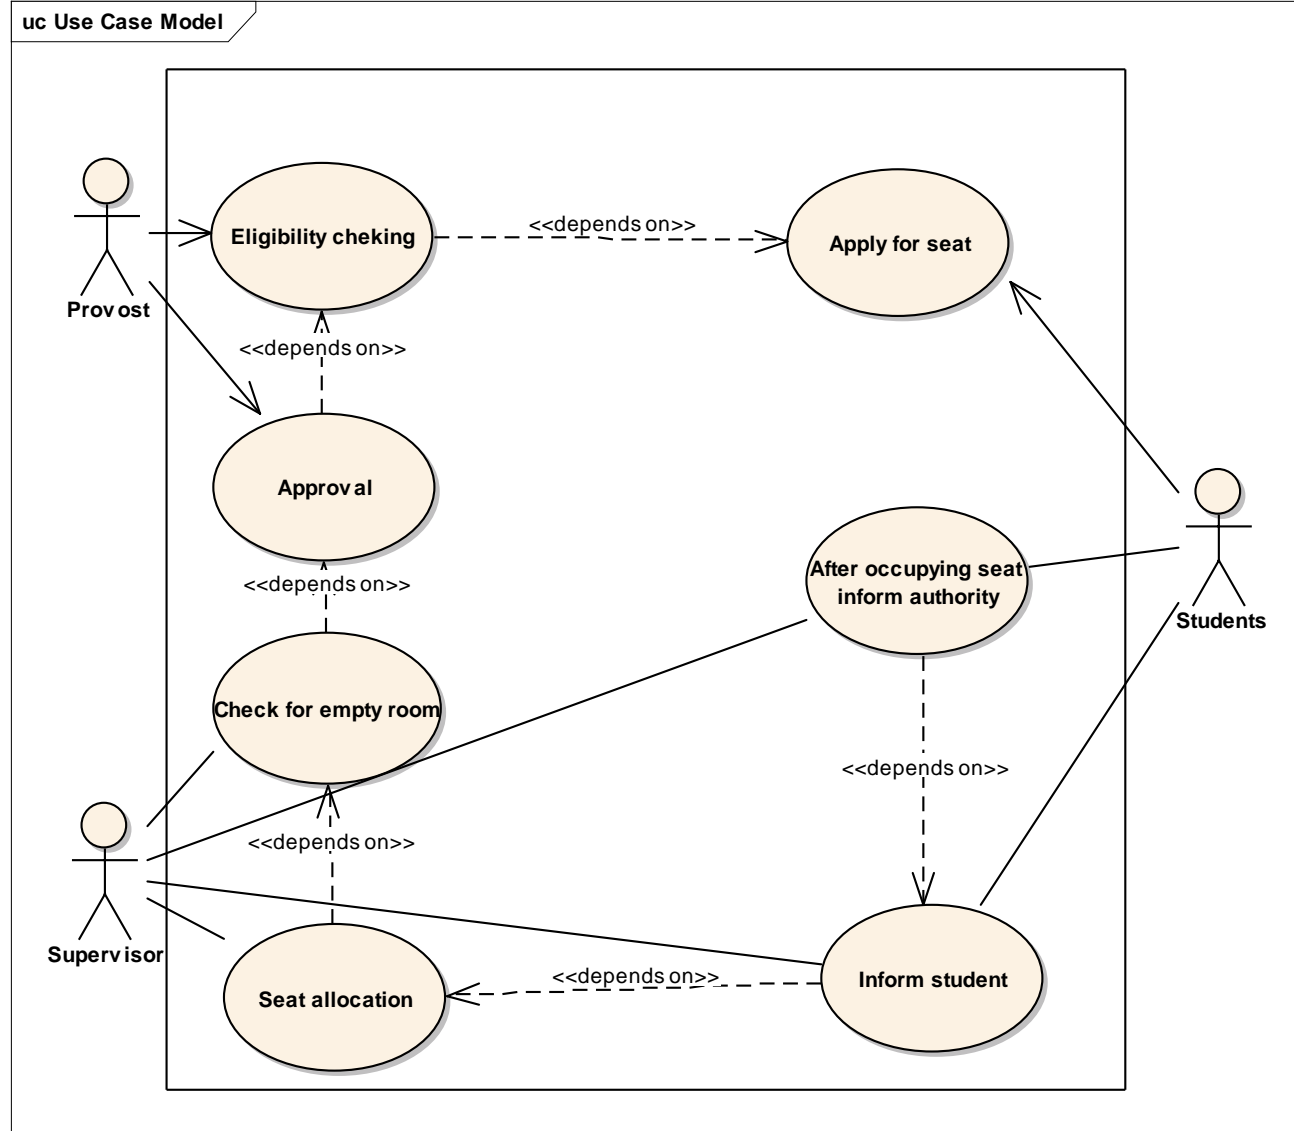 uc Use Case Model
<<depends on>>
Eligibility cheking
Apply for seat
Provost
<<depends on>>
Approval
<<depends on>>
After occupying seat
inform authority
Students
Check for empty room
<<depends on>>
<<depends on>>
Supervisor
<<depends on>>
Inform student
Seat allocation